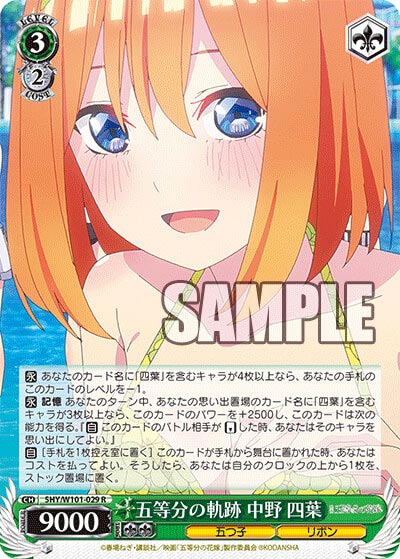 LEVEL
3
2
COST
SAMPLE
永 あなたのカード名に「四葉」を含むキャラが4枚以上なら、あなたの手札の
このカードのレベルを－1。
永 記憶 あなたのターン中、あなたの思い出置場のカード名に「四葉」を含む
キャラが3枚以上なら、このカードのパワーを＋2500し、このカードは次の
能力を得る。『自 このカードのバトル相手が した時、あなたはそのキャラを
思い出にしてよい。』
自 [手札を1枚控え室に置く] このカードが手札から舞台に置かれた時、あなたは
コストを払ってよい。そうしたら、あなたは自分のクロックの上から1枚を、
ストック置場に置く。
CH 5HY/W101-029 R
9000
五等分の軌跡 中野 四葉
五つ子
リボン
©春場ねぎ・講談社／映画「五等分の花嫁」製作委員会 ®KODANSHA